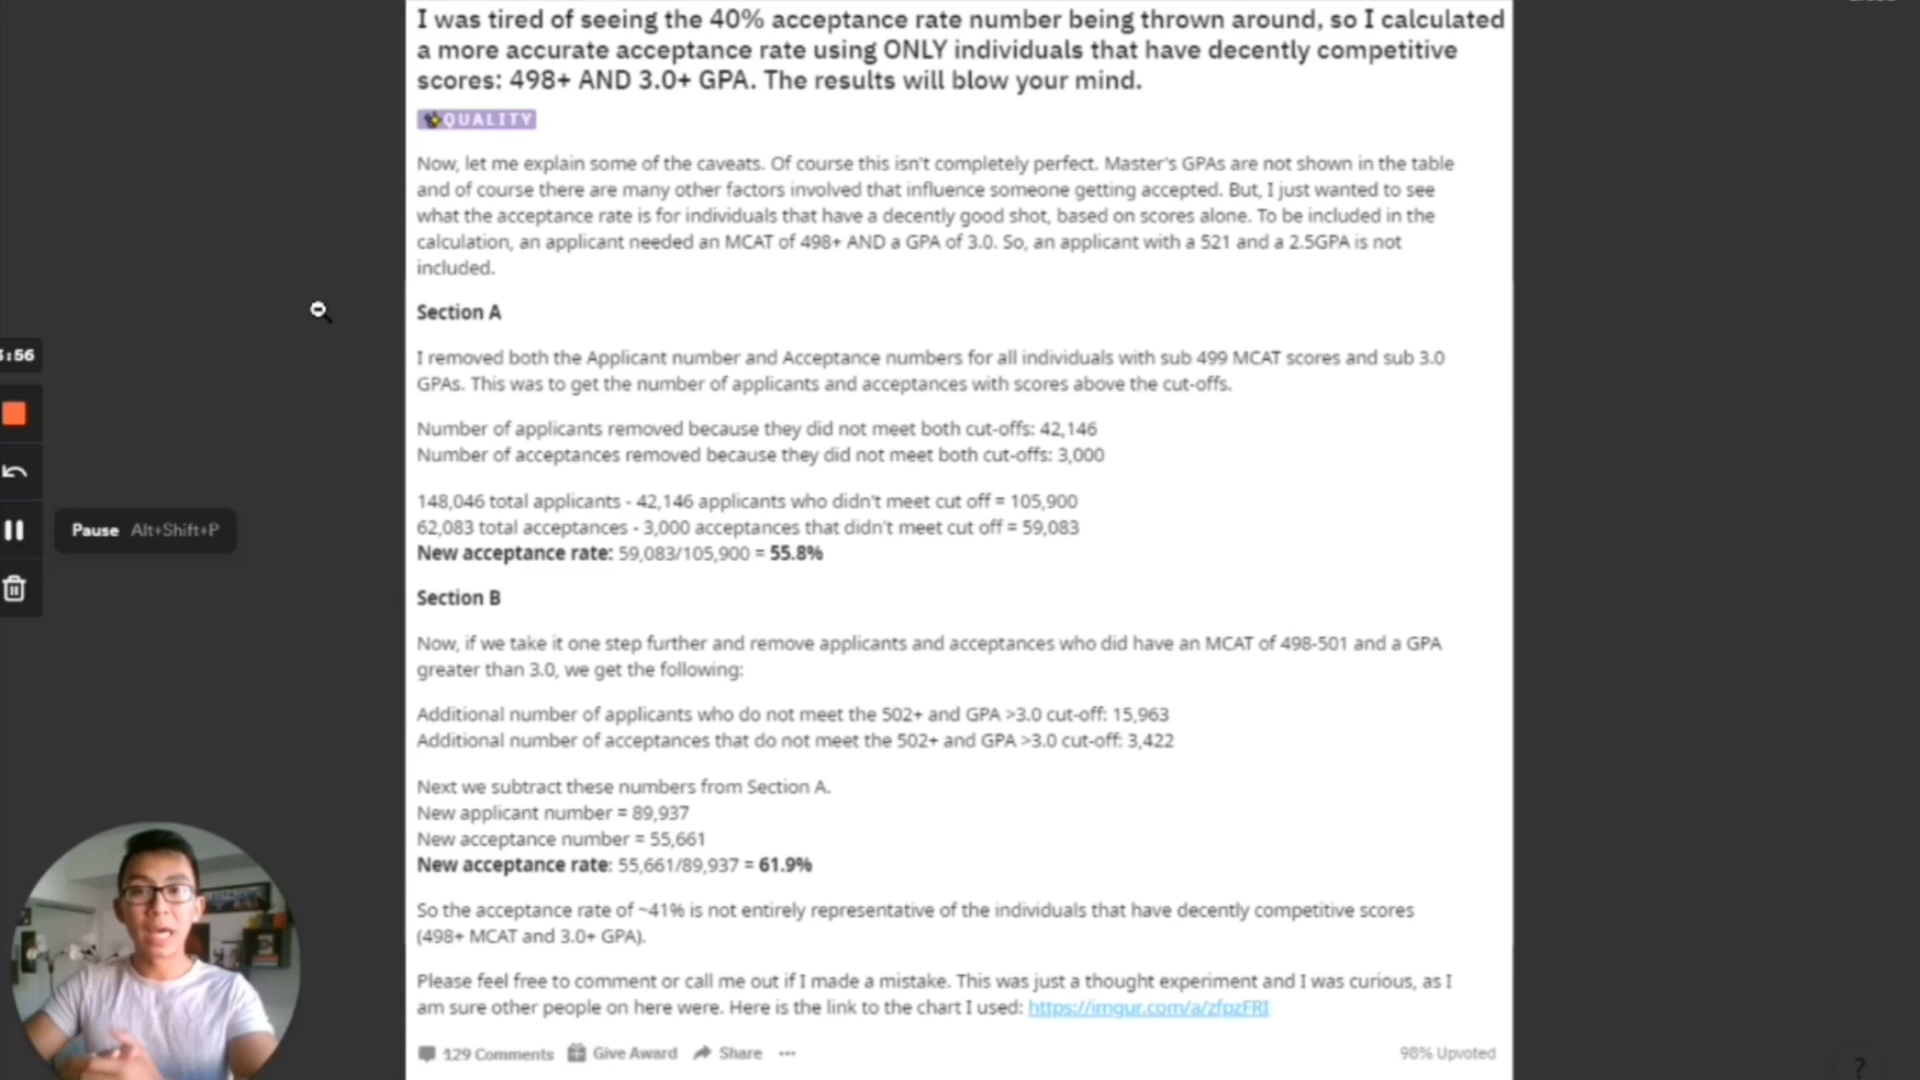 I was tired of seeing the 40% acceptance rate number being thrown around, so I calculated
a more accurate acceptance rate using ONLY individuals that have decently competitive
scores: 498+ AND 3.0+ GPA. The results will blow your mind.
QUALITY
Now, let me explain some of the caveats. Of course this isn't completely perfect. Master's GPAs are not shown in the table
and of course there are many other factors involved that influence someone getting accepted. But, I just wanted to see
what the acceptance rate is for individuals that have a decently good shot, based on scores alone. To be included in the
calculation, an applicant needed an MCAT of 498+ AND a GPA of 3.0. So, an applicant with a 521 and a 2.5GPA is not
included.
Section A
I removed both the Applicant number and Acceptance numbers for all individuals with sub 499 MCAT scores and sub 3.0
GPAs. This was to get the number of applicants and acceptances with scores above the cut-offs.
Number of applicants removed because they did not meet both cut-offs: 42,146
Number of acceptances removed because they did not meet both cut-offs: 3,000
148,046 total applicants - 42,146 applicants who didn't meet cut off = 105,900
62,083 total acceptances - 3,000 acceptances that didn't meet cut off = 59,083
New acceptance rate: 59,083/105,900 = 55.8%
Section B
Now, if we take it one step further and remove applicants and acceptances who did have an MCAT of 498-501 and a GPA
greater than 3.0, we get the following:
Additional number of applicants who do not meet the 502+ and GPA >3.0 cut-off: 15,963
Additional number of acceptances that do not meet the 502+ and GPA >3.0 cut-off: 3,422
Next we subtract these numbers from Section A.
New applicant number = 89,937
New acceptance number = 55,661
New acceptance rate: 55,661/89,937 = 61.9%
So the acceptance rate of ~41% is not entirely representative of the individuals that have decently competitive scores
(498+ MCAT and 3.0+ GPA).
Please feel free to comment or call me out if I made a mistake. This was just a thought experiment and I was curious, as I
am sure other people on here were. Here is the link to the chart I used: https://imgur.com/a/zfpzFRI
129 Comments Give Award Share ···
98% Upvoted
:56
Pause Alt+Shift+P
?